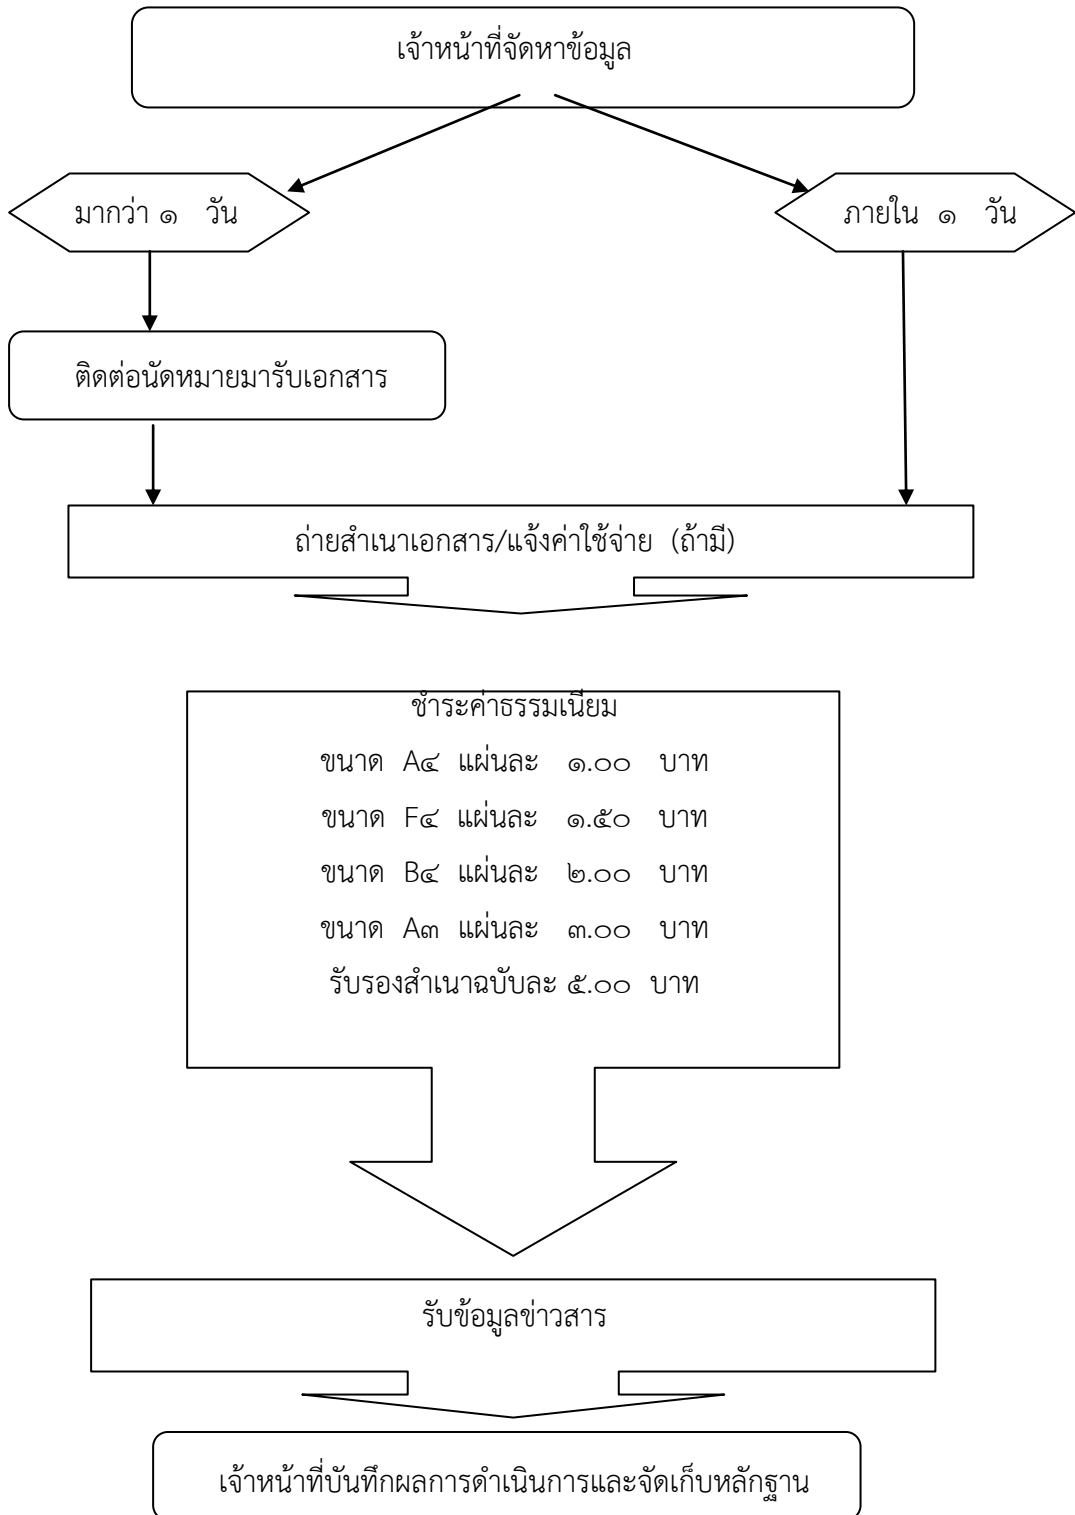 เจ้าหน้าที่จัดหาข้อมูล
มากว่า ๑ วัน
ภายใน ๑ วัน
ติดต่อนัดหมายมารับเอกสาร
ถ่ายสำเนาเอกสาร/แจ้งค่าใช้จ่าย (ถ้ามี)
ชำระค่าธรรมเนียม
ขนาด A๔ แผ่นละ ๑.๐๐ บาท
ขนาด F๔ แผ่นละ ๑.๕๐ บาท
ขนาด B๔ แผ่นละ ๒.๐๐ บาท
ขนาด A๓ แผ่นละ ๓.๐๐ บาท
รับรองสำเนาฉบับละ ๕.๐๐ บาท
รับข้อมูลข่าวสาร
เจ้าหน้าที่บันทึกผลการดำเนินการและจัดเก็บหลักฐาน